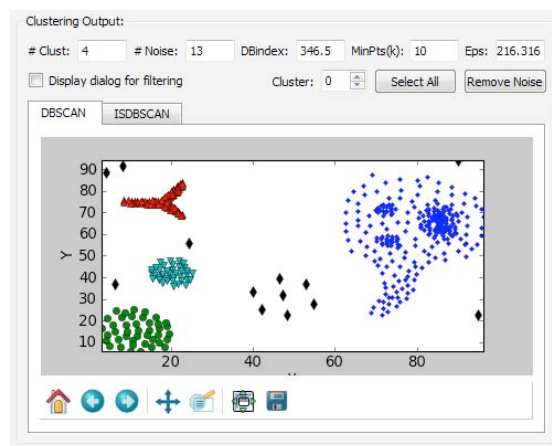 Clustering Output:
# Clust: 4 # Noise: 13 DBindex: 346.5 MinPts(k): 10 Eps: 216.316
Display dialog for filtering Cluster: 0 Select All Remove Noise
DBSCAN ISDBSCAN
90
80
70
60
50
40
30
20
10
Y
20 40 60 80